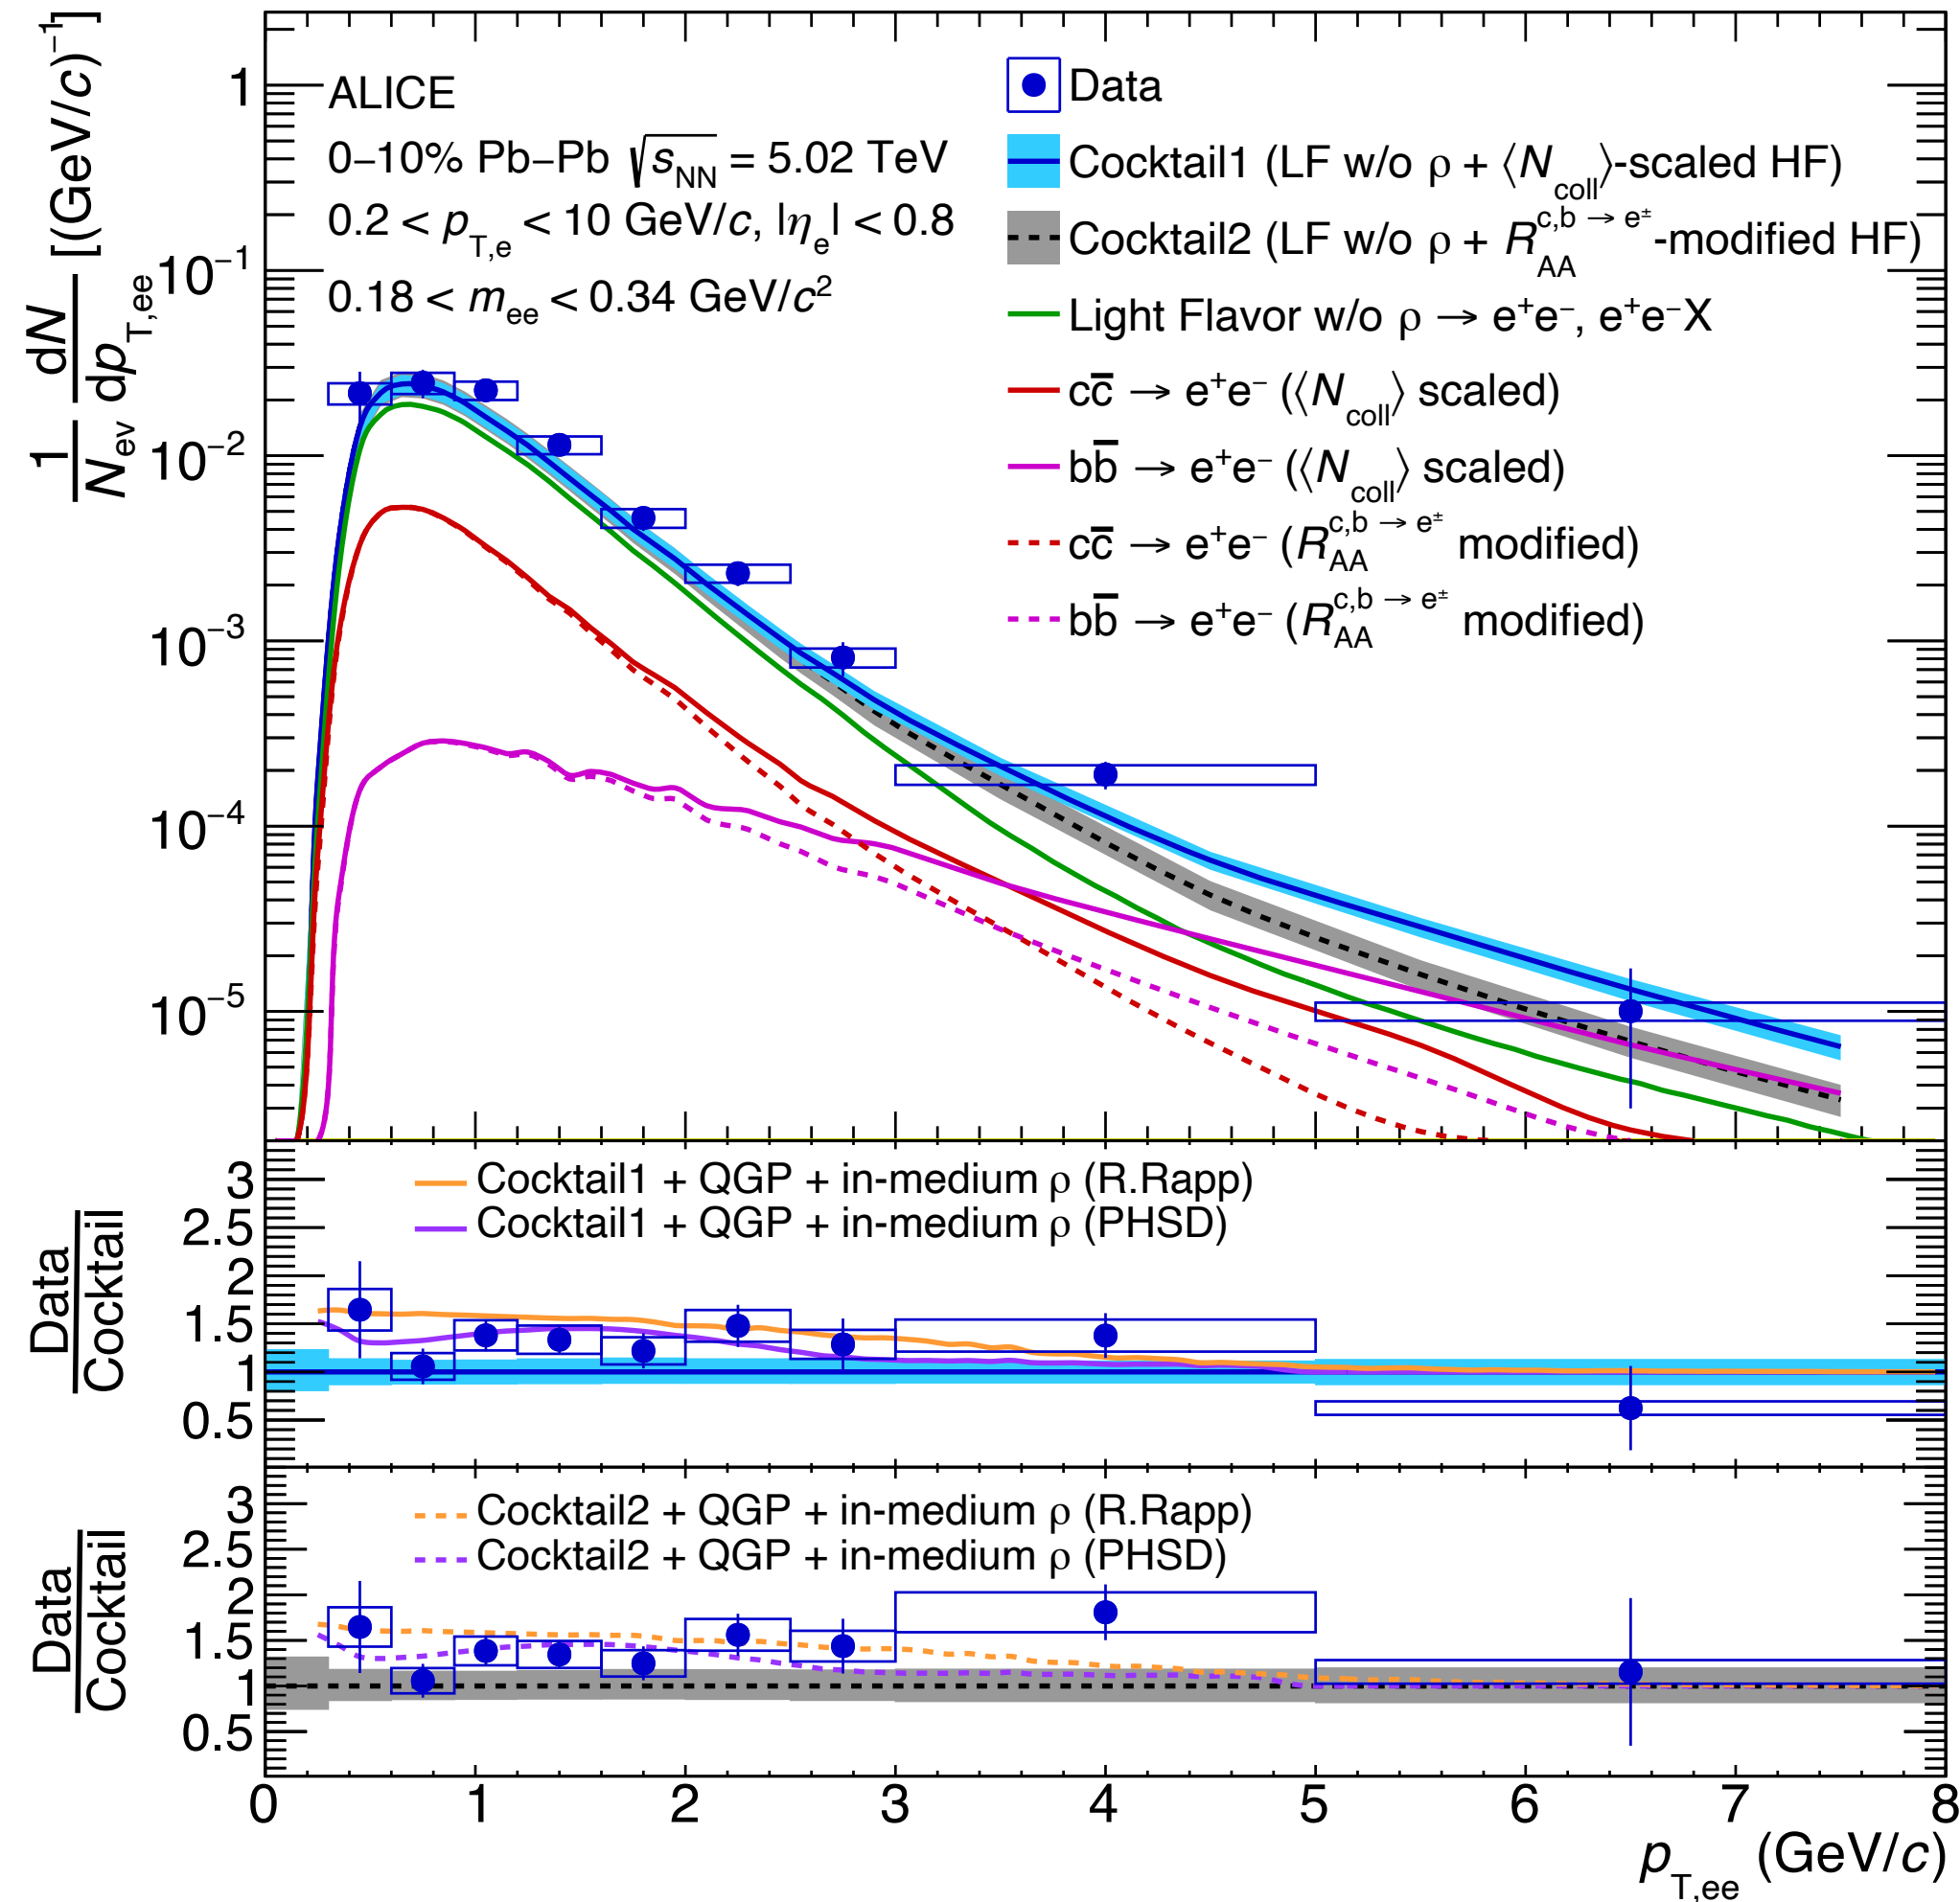 ALICE
0–10% Pb–Pb √s_NN = 5.02 TeV
0.2 < p_T,e < 10 GeV/c, |η_e| < 0.8
0.18 < m_ee < 0.34 GeV/c²
Data
Cocktail1 (LF w/o ρ + ⟨N_coll⟩-scaled HF)
Cocktail2 (LF w/o ρ + R_AA^{c,b → e±}-modified HF)
Light Flavor w/o ρ → e⁺e⁻, e⁺e⁻X
cc̄ → e⁺e⁻ (⟨N_coll⟩ scaled)
bb̄ → e⁺e⁻ (⟨N_coll⟩ scaled)
cc̄ → e⁺e⁻ (R_AA^{c,b → e±} modified)
bb̄ → e⁺e⁻ (R_AA^{c,b → e±} modified)
1/N_ev dN/dp_T,ee [(GeV/c)⁻¹]
1
10⁻¹
10⁻²
10⁻³
10⁻⁴
10⁻⁵
Cocktail1 + QGP + in-medium ρ (R.Rapp)
Cocktail1 + QGP + in-medium ρ (PHSD)
Data
Cocktail
3
2.5
2
1.5
1
0.5
Cocktail2 + QGP + in-medium ρ (R.Rapp)
Cocktail2 + QGP + in-medium ρ (PHSD)
Data
Cocktail
3
2.5
2
1.5
1
0.5
0 1 2 3 4 5 6 7 8
p_T,ee (GeV/c)